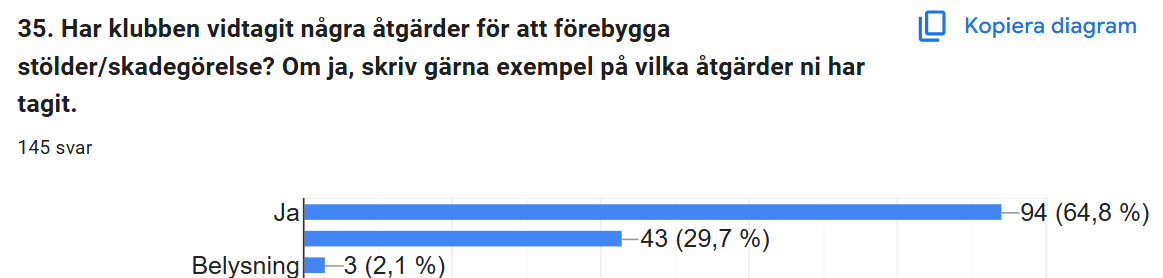 35. Har klubben vidtagit några åtgärder för att förebygga
stölder/skadegörelse? Om ja, skriv gärna exempel på vilka åtgärder ni har
tagit.
Kopiera diagram
145 svar
Ja 94 (64,8 %)
43 (29,7 %)
Belysning 3 (2,1 %)